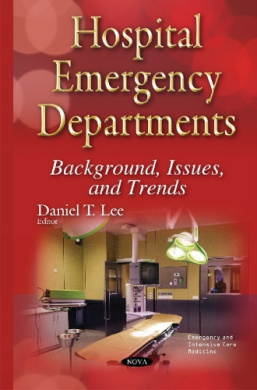 Hospital
Emergency
Departments
Background, Issues,
and Trends
Daniel T. Lee
Editor
Emergency and
Intensive Care
Medicine
NOVA